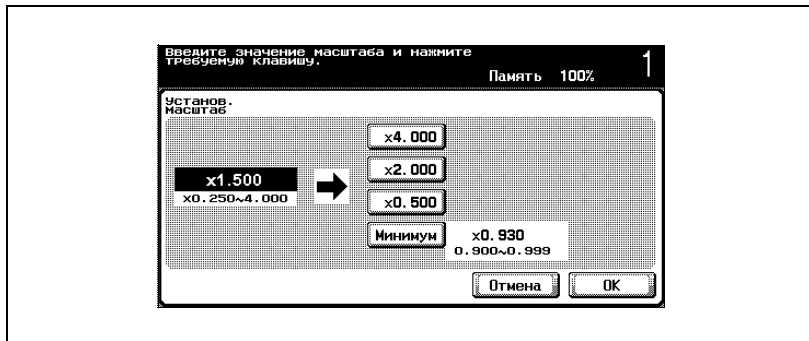 Введите значение масштаба и нажмите
требуемую клавишу.
Память 100% 1
Установ.
масштаб
x4.000
x1.500
x0.250~4.000
x2.000
x0.500
Минимум x0.930
0.900~0.999
Отмена OK